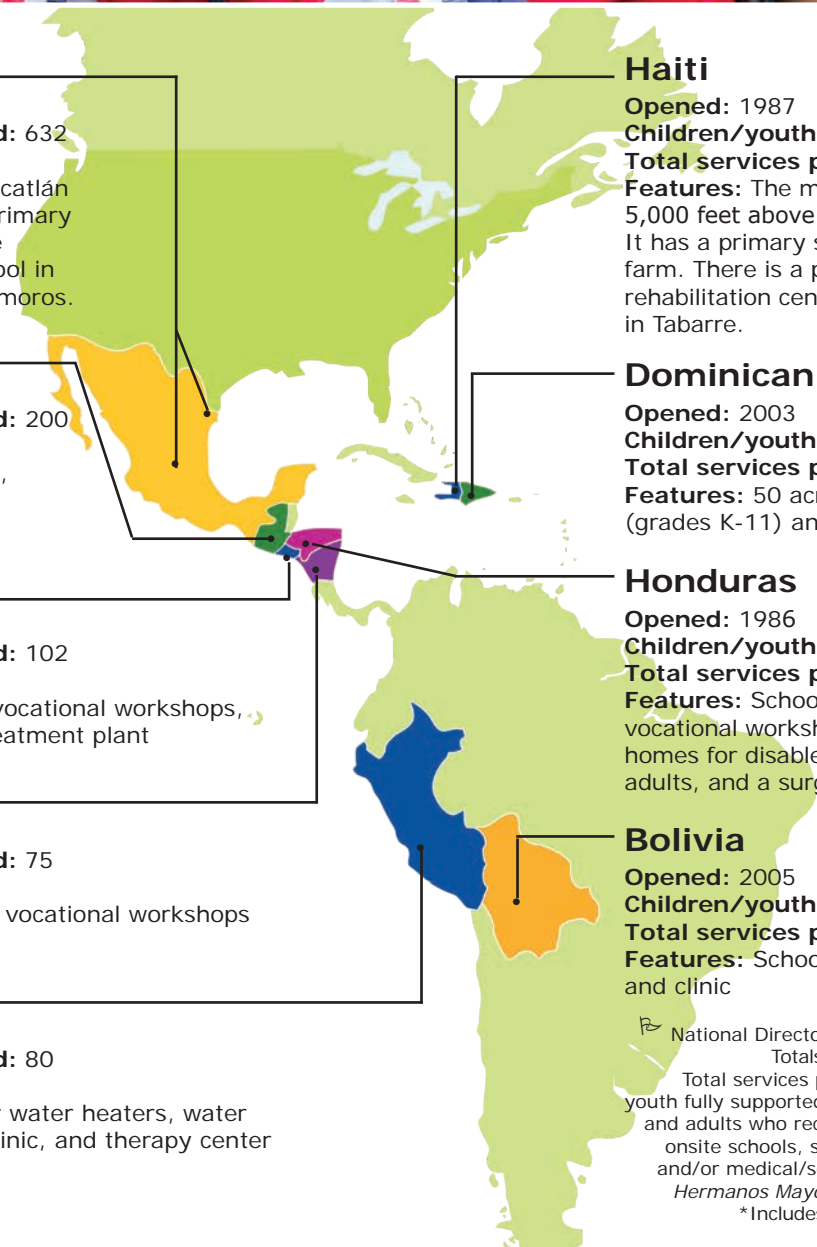 d: 632
catlán
rimary
e
ool in
moros.
d: 200
,
d: 102
vocational workshops,
eatment plant
d: 75
vocational workshops
d: 80
r water heaters, water
linic, and therapy center
Haiti
Opened: 1987
Children/youth
Total services p
Features: The m
5,000 feet above
It has a primary s
farm. There is a p
rehabilitation cen
in Tabarre.
Dominican
Opened: 2003
Children/youth
Total services p
Features: 50 acr
(grades K-11) an
Honduras
Opened: 1986
Children/youth
Total services p
Features: Schoo
vocational worksh
homes for disable
adults, and a surg
Bolivia
Opened: 2005
Children/youth
Total services p
Features: Schoo
and clinic
National Directo
Totals
Total services p
youth fully supported
and adults who rec
onsite schools, s
and/or medical/s
Hermanos Mayo
*Includes